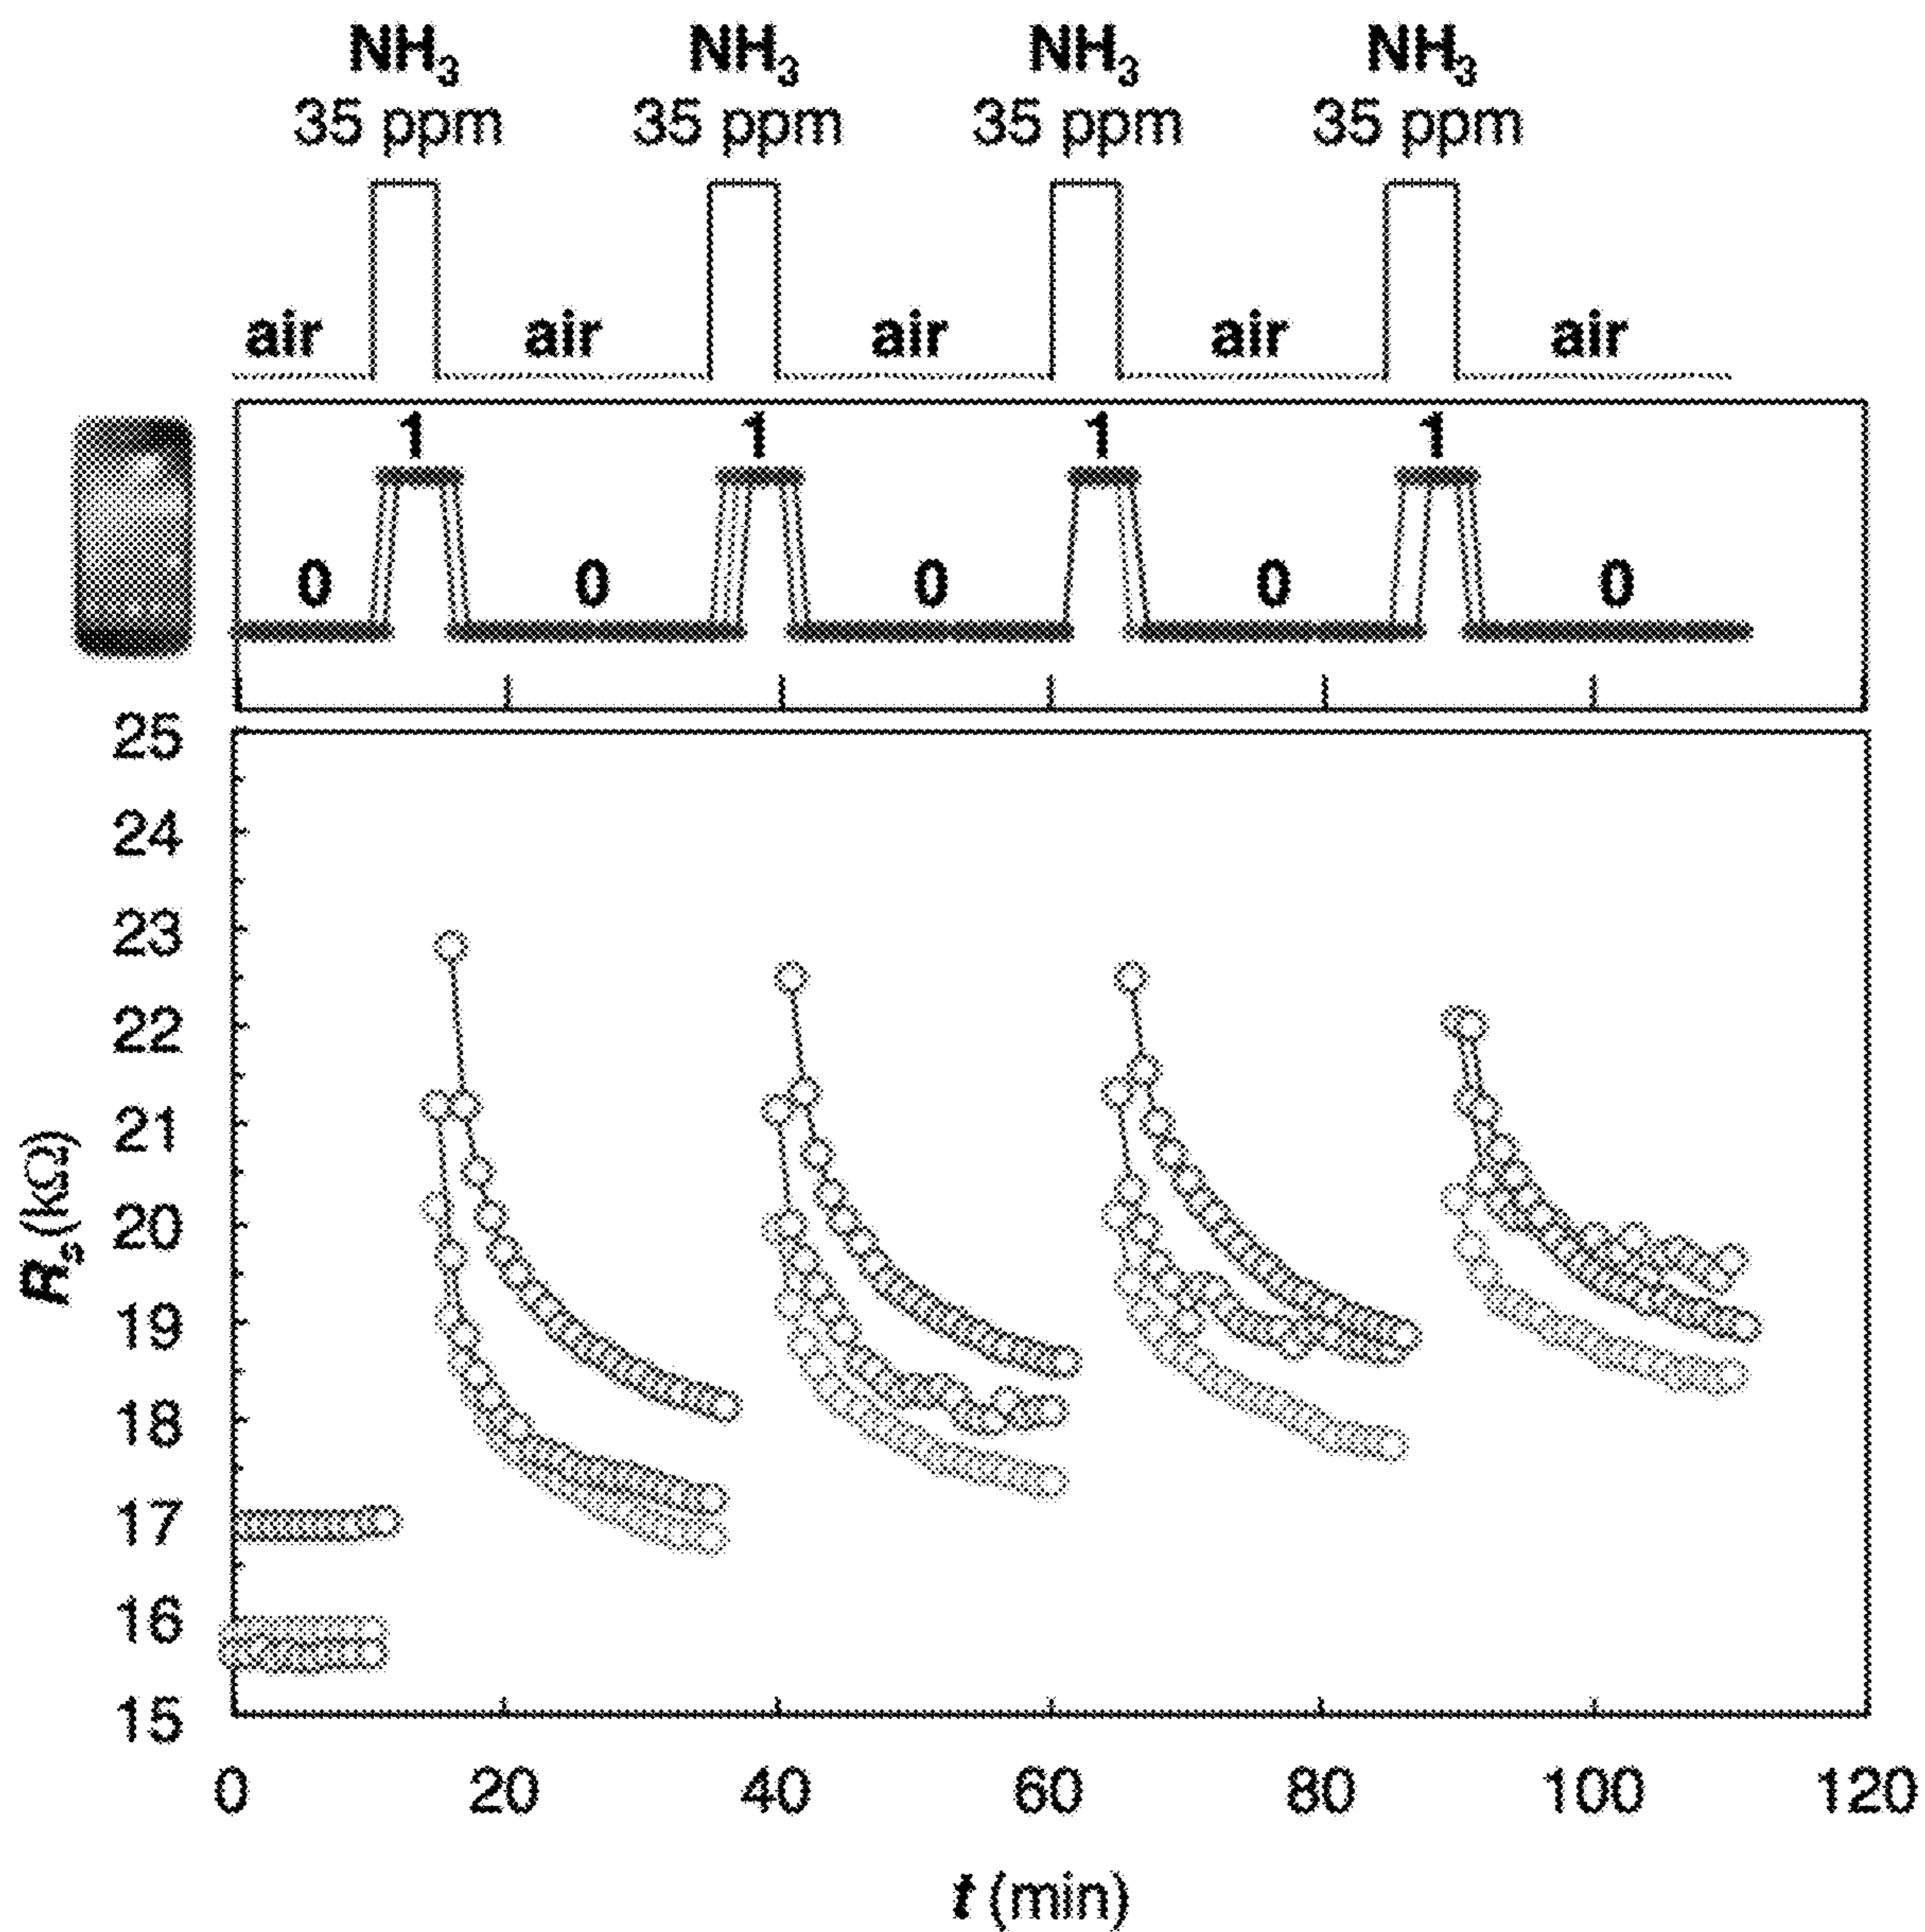 NH3 NH3 NH3 NH3
35 ppm 35 ppm 35 ppm 35 ppm
air air air air air
1 1 1 1
0 0 0 0 0
25
24
23
22
21
20
19
18
17
16
15
Rs(kΩ)
0 20 40 60 80 100 120
t (min)